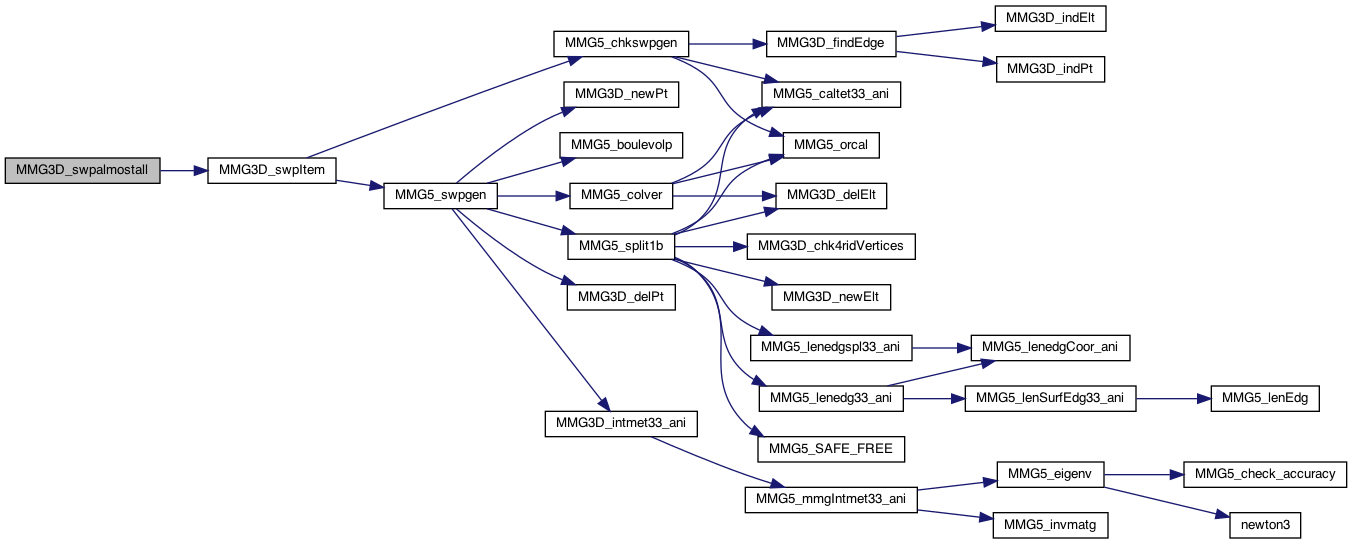 MMG3D_swpalmostall
MMG3D_swpItem
MMG5_chkswpgen
MMG5_swpgen
MMG3D_newPt
MMG5_boulevolp
MMG5_colver
MMG5_split1b
MMG3D_delPt
MMG3D_intmet33_ani
MMG3D_findEdge
MMG5_caltet33_ani
MMG5_orcal
MMG3D_delElt
MMG3D_chk4ridVertices
MMG3D_newElt
MMG5_lenedgspl33_ani
MMG5_lenedg33_ani
MMG5_SAFE_FREE
MMG5_mmgIntmet33_ani
MMG3D_indElt
MMG3D_indPt
MMG5_lenedgCoor_ani
MMG5_lenSurfEdg33_ani
MMG5_eigenv
MMG5_invmatg
MMG5_lenEdg
MMG5_check_accuracy
newton3